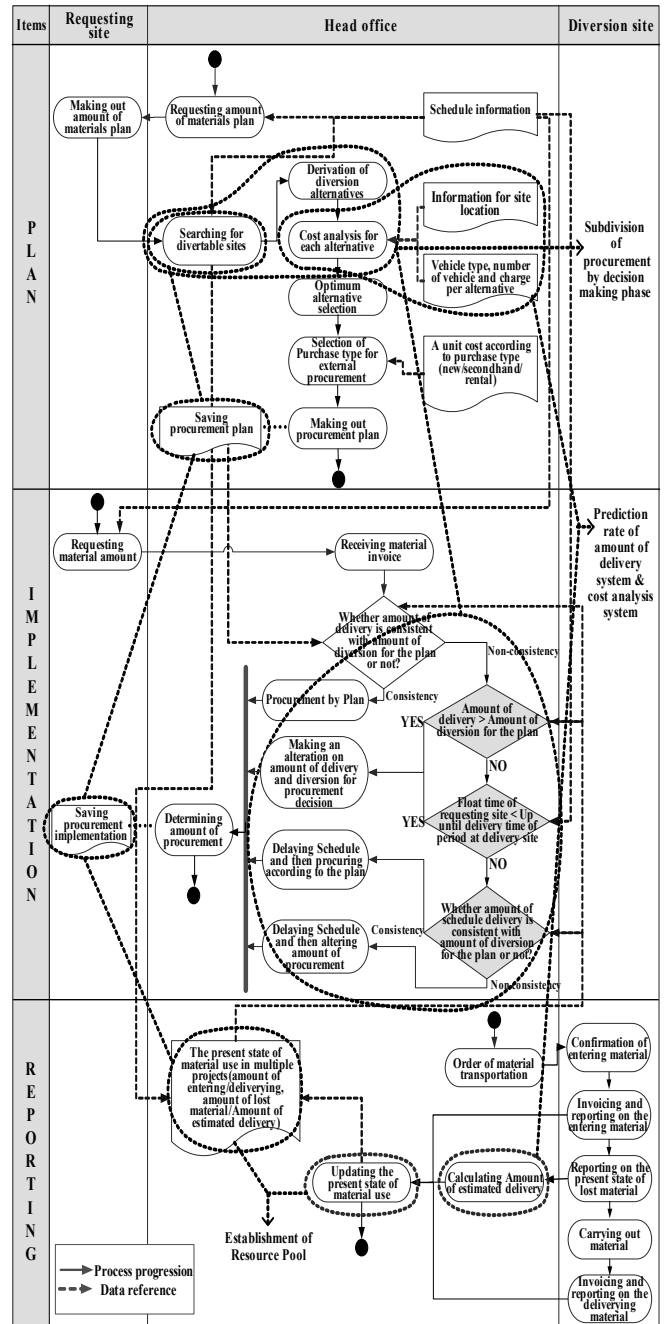 Items
Requesting
site
Head office
Diversion site
PLAN
Making out
amount of
materials plan
Requesting amount
of materials plan
Schedule information
Derivation of
diversion
alternatives
Information for site
location
Searching for
divertable sites
Cost analysis for
each alternative
Subdivision
of
procurement
by decision
making phase
Vehicle type, number
of vehicle and charge
per alternative
Optimum
alternative
selection
Selection of
Purchase type for
external
procurement
A unit cost according
to purchase type
(new/secondhand/
rental)
Saving
procurement plan
Making out
procurement plan
IMPLEMENTATION
Requesting
material amount
Receiving material
invoice
Prediction
rate of
amount of
delivery
system &
cost analysis
system
Whether amount of
delivery is consistent
with amount of
diversion for the plan
or not?
Non-consistency
Consistency
Procurement by Plan
Amount of
delivery > Amount of
diversion for the plan
YES
NO
Making an
alteration on
amount of delivery
and diversion for
procurement
decision
Float time of
requesting site < Up
until delivery time of
period at delivery site
YES
NO
Saving
procurement
implementation
Determining
amount of
procurement
Delaying Schedule
and then procuring
according to the plan
Whether amount of
schedule delivery is
consistent with
amount of diversion
for the plan or not?
Consistency
Non-consistency
Delaying Schedule
and then altering
amount of
procurement
REPORTING
The present state of
material use in multiple
projects(amount of
entering/deliverying,
amount of lost
material/Amount of
estimated delivery)
Order of material
transportation
Confirmation of
entering material
Invoicing and
reporting on the
entering material
Updating the
present state of
material use
Calculating Amount
of estimated delivery
Reporting on the
present state of
lost material
Establishment of
Resource Pool
Carrying out
material
Invoicing and
reporting on the
deliverying
material
Process progression
Data reference